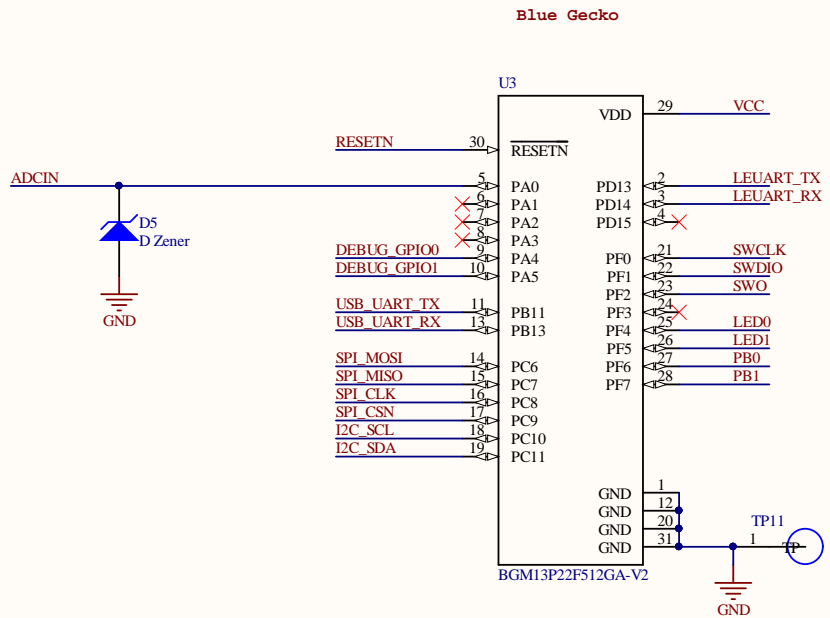 Blue Gecko
U3
VDD 29 VCC
RESETN 30 RESETN
ADCIN 5 PA0 PD13 2 LEUART_TX
6 PA1 PD14 3 LEUART_RX
7 PA2 PD15 4
8 PA3
DEBUG_GPIO0 9 PA4 PF0 21 SWCLK
DEBUG_GPIO1 10 PA5 PF1 22 SWDIO
PF2 23 SWO
USB_UART_TX 11 PB11 PF3 24
USB_UART_RX 13 PB13 PF4 25 LED0
PF5 26 LED1
SPI_MOSI 14 PC6 PF6 27 PB0
SPI_MISO 15 PC7 PF7 28 PB1
SPI_CLK 16 PC8
SPI_CSN 17 PC9
I2C_SCL 18 PC10
I2C_SDA 19 PC11
D5
D Zener
GND
GND 1
GND 12
GND 20
GND 31
TP11
1 TP
BGM13P22F512GA-V2
GND